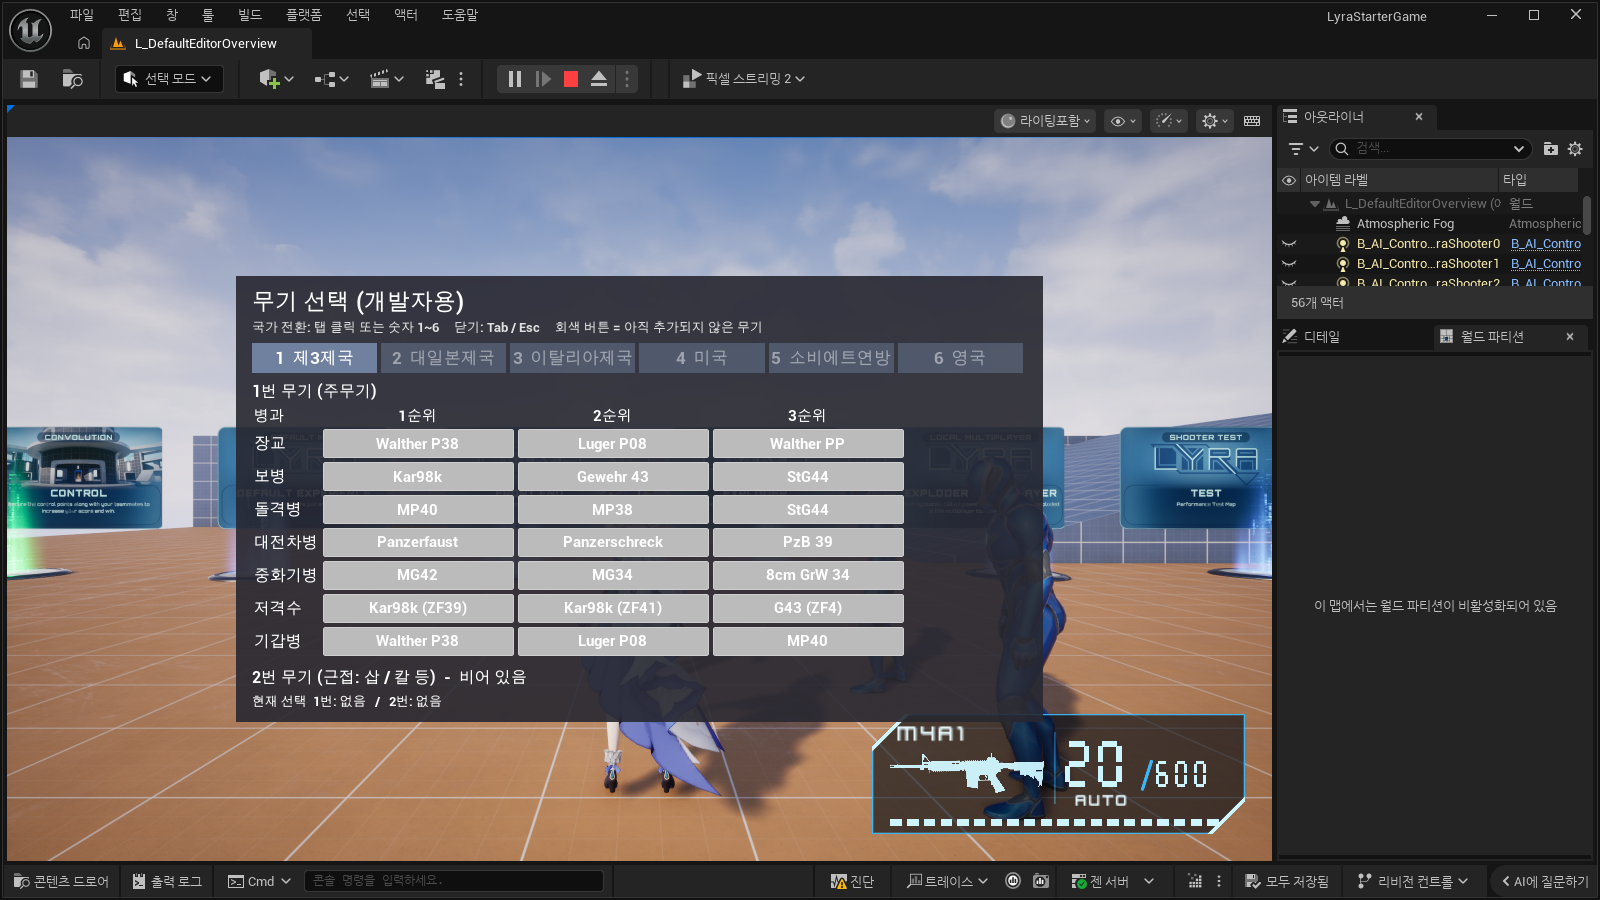 파일 편집 창 툴 빌드 플랫폼 선택 액터 도움말
LyraStarterGame
L_DefaultEditorOverview
선택 모드
픽셀 스트리밍 2
라이팅포함
아웃라이너
검색...
아이템 라벨 타입
L_DefaultEditorOverview (에 월드
Atmospheric Fog Atmospheric
B_AI_Contro...raShooter0 B_AI_Contro
B_AI_Contro...raShooter1 B_AI_Contro
B_AI_Contro...raShooter2 B_AI_Contro
56개 액터
디테일 월드 파티션
이 맵에서는 월드 파티션이 비활성화되어 있음
무기 선택 (개발자용)
국가 전환: 탭 클릭 또는 숫자 1~6 닫기: Tab / Esc 회색 버튼 = 아직 추가되지 않은 무기
1 제3제국 2 대일본제국 3 이탈리아제국 4 미국 5 소비에트연방 6 영국
1번 무기 (주무기)
병과 1순위 2순위 3순위
장교 Walther P38 Luger P08 Walther PP
보병 Kar98k Gewehr 43 StG44
돌격병 MP40 MP38 StG44
대전차병 Panzerfaust Panzerschreck PzB 39
중화기병 MG42 MG34 8cm GrW 34
저격수 Kar98k (ZF39) Kar98k (ZF41) G43 (ZF4)
기갑병 Walther P38 Luger P08 MP40
2번 무기 (근접: 삽 / 칼 등) - 비어 있음
현재 선택 1번: 없음 / 2번: 없음
CONVOLUTION
CONTROL
SHOOTER TEST
LYRA
TEST
Performance Test Map
M4A1
20 /600
AUTO
콘텐츠 드로어 출력 로그 Cmd 콘솔 명령을 입력하세요.
진단 트레이스 젠 서버 모두 저장됨 리비전 컨트롤 AI에 질문하기